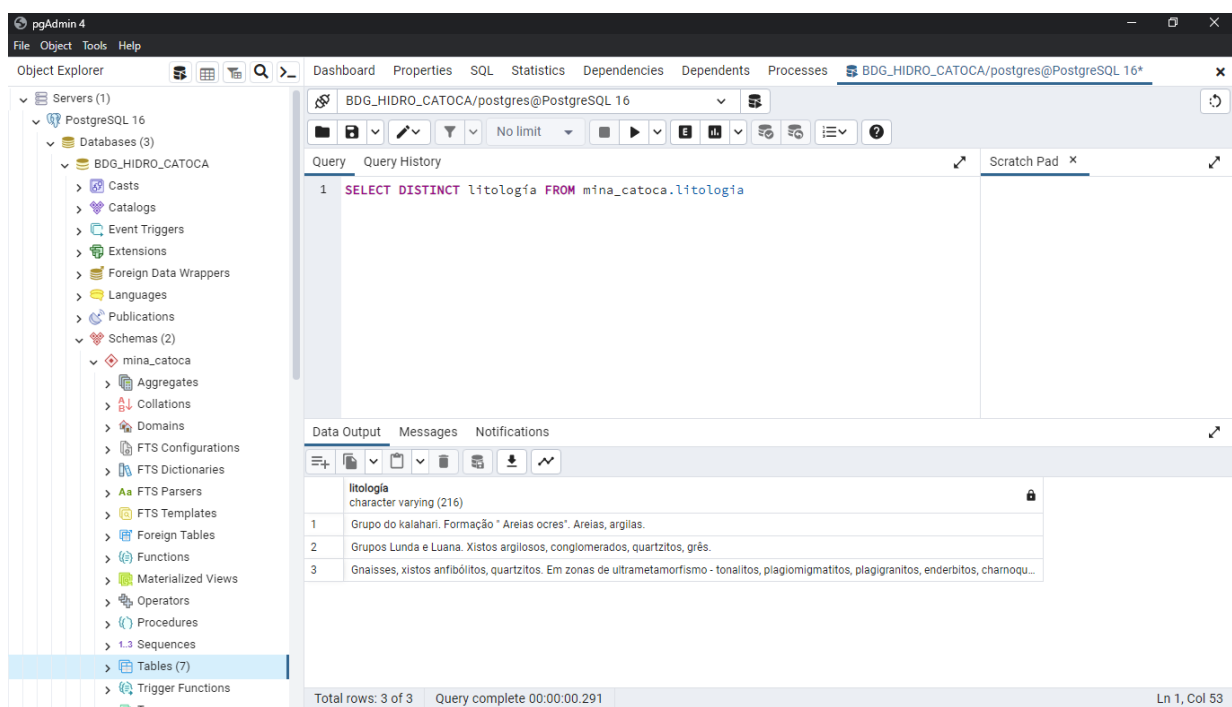 pgAdmin 4
File Object Tools Help
Object Explorer
Dashboard Properties SQL Statistics Dependencies Dependents Processes BDG_HIDRO_CATOCA/postgres@PostgreSQL 16*
Servers (1)
PostgreSQL 16
Databases (3)
BDG_HIDRO_CATOCA
Casts
Catalogs
Event Triggers
Extensions
Foreign Data Wrappers
Languages
Publications
Schemas (2)
mina_catoca
Aggregates
Collations
Domains
FTS Configurations
FTS Dictionaries
Aa FTS Parsers
FTS Templates
Foreign Tables
Functions
Materialized Views
Operators
Procedures
1..3 Sequences
Tables (7)
Trigger Functions
BDG_HIDRO_CATOCA/postgres@PostgreSQL 16
No limit
E
Query Query History
Scratch Pad
1 SELECT DISTINCT litología FROM mina_catoca.litologia
Data Output Messages Notifications
litología
character varying (216)
1 Grupo do kalahari. Formação " Areias ocres". Areias, argilas.
2 Grupos Lunda e Luana. Xistos argilosos, conglomerados, quartzitos, grês.
3 Gnaisses, xistos anfibólitos, quartzitos. Em zonas de ultrametamorfismo - tonalitos, plagiomigmatitos, plagigranitos, enderbitos, charnoqu...
Total rows: 3 of 3 Query complete 00:00:00.291
Ln 1, Col 53